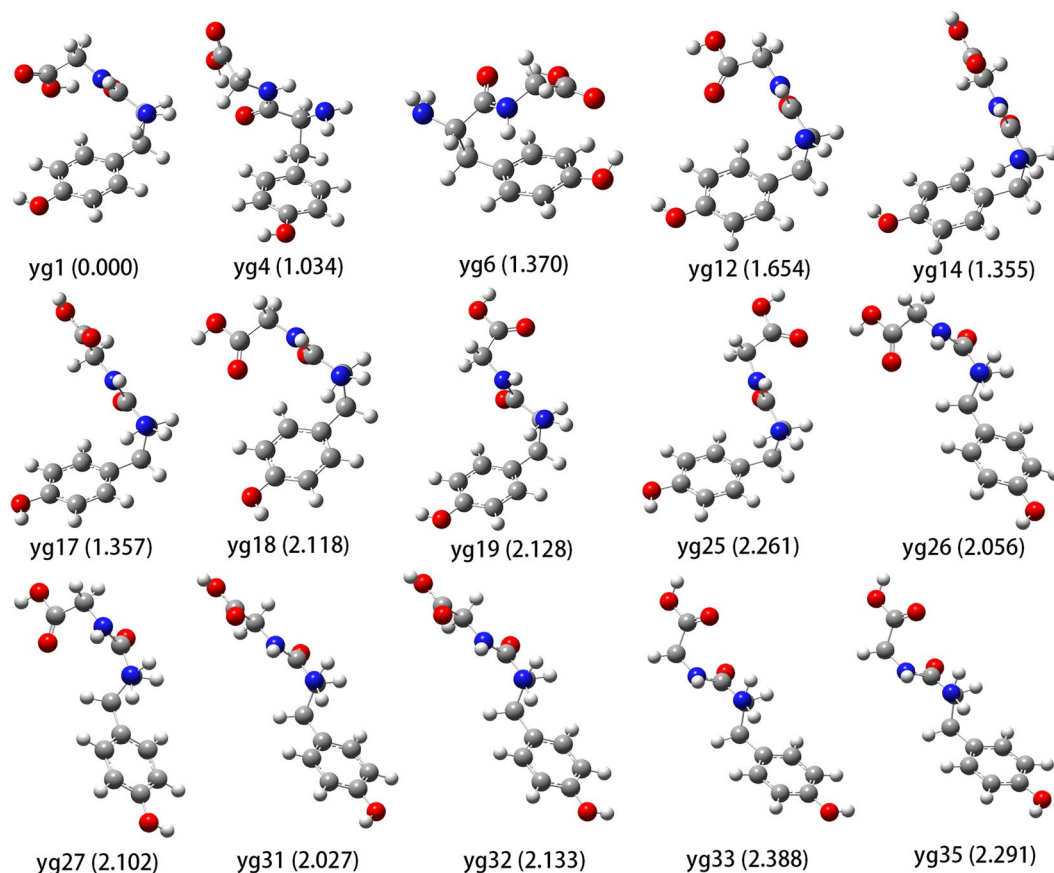 yg1 (0.000) yg4 (1.034) yg6 (1.370) yg12 (1.654) yg14 (1.355)
yg17 (1.357) yg18 (2.118) yg19 (2.128) yg25 (2.261) yg26 (2.056)
yg27 (2.102) yg31 (2.027) yg32 (2.133) yg33 (2.388) yg35 (2.291)